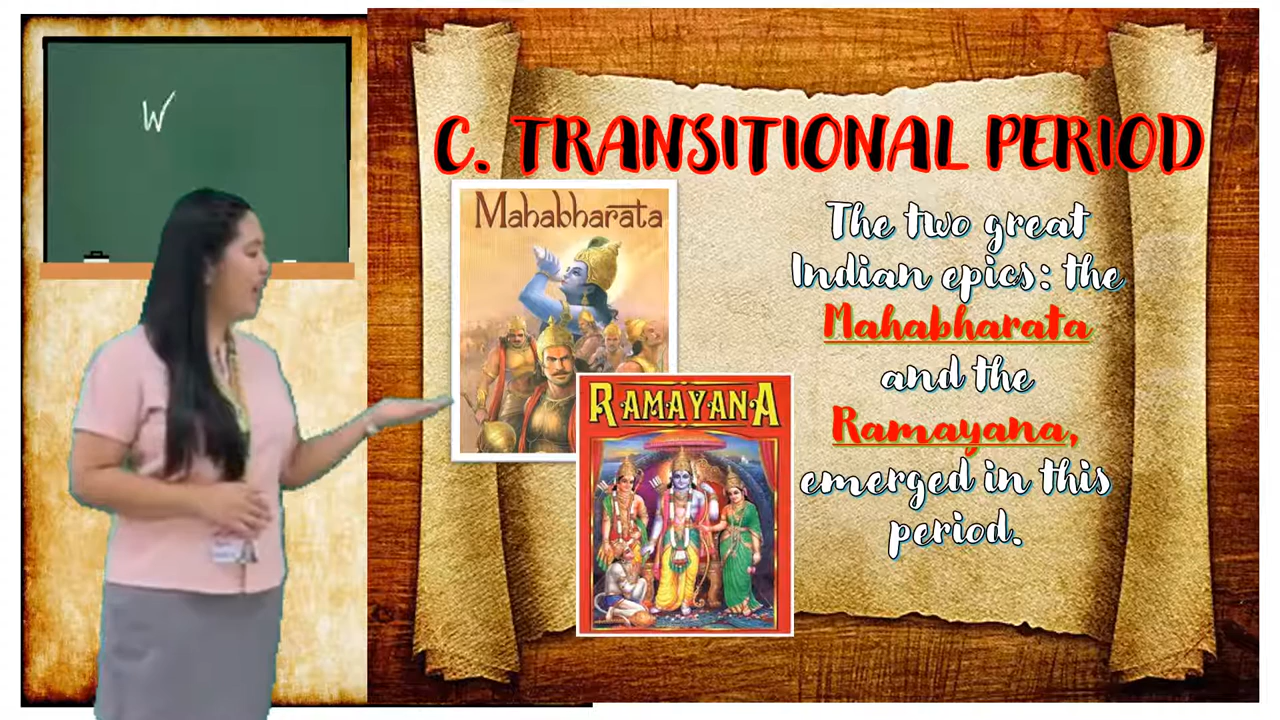 W
C. TRANSITIONAL PERIOD
Mahabharata
RAMAYANA
The two great
Indian epics: the
Mahabharata
and the
Ramayana,
emerged in this
period.